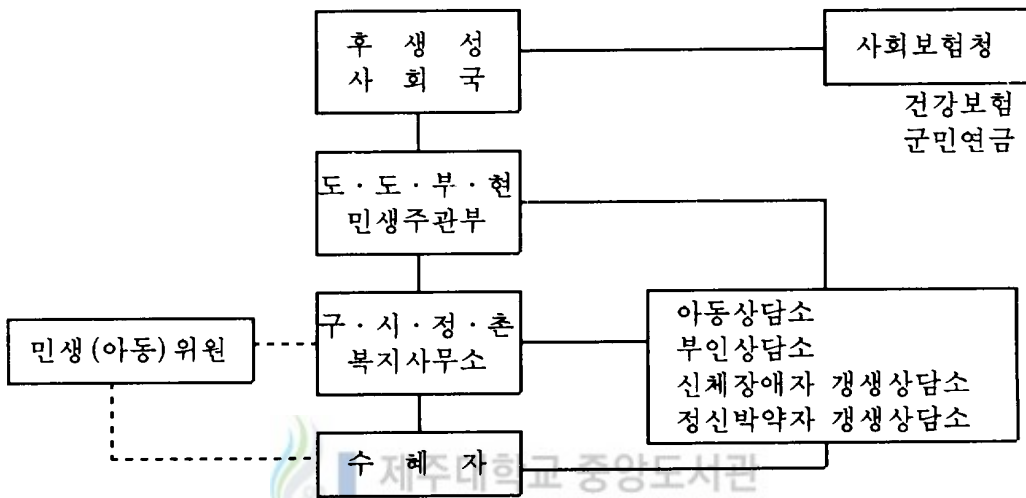 후 생 성
사 회 국
사회보험청
건강보험
군민연금
도·도·부·현
민생주관부
구·시·정·촌
복지사무소
민생(아동)위원
아동상담소
부인상담소
신체장애자 갱생상담소
정신박약자 갱생상담소
수 혜 자
제주대학교 중앙도서관